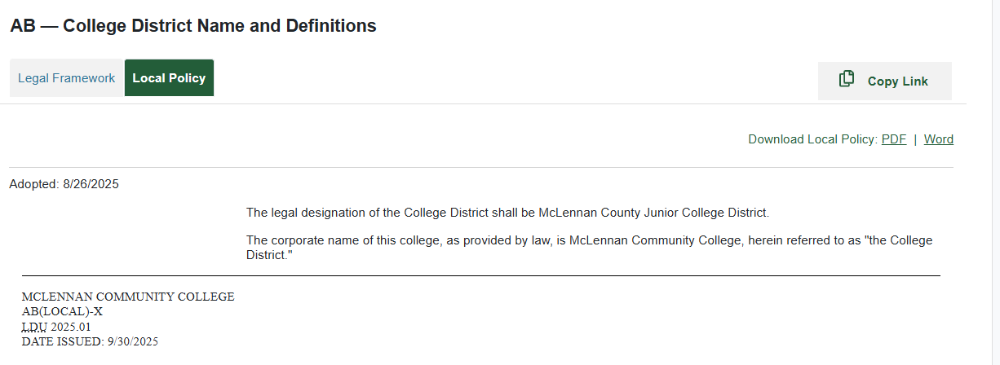 AB — College District Name and Definitions
Legal Framework
Local Policy
Copy Link
Download Local Policy: PDF | Word
Adopted: 8/26/2025
The legal designation of the College District shall be McLennan County Junior College District.
The corporate name of this college, as provided by law, is McLennan Community College, herein referred to as "the College
District."
MCLENNAN COMMUNITY COLLEGE
AB(LOCAL)-X
LDU 2025.01
DATE ISSUED: 9/30/2025